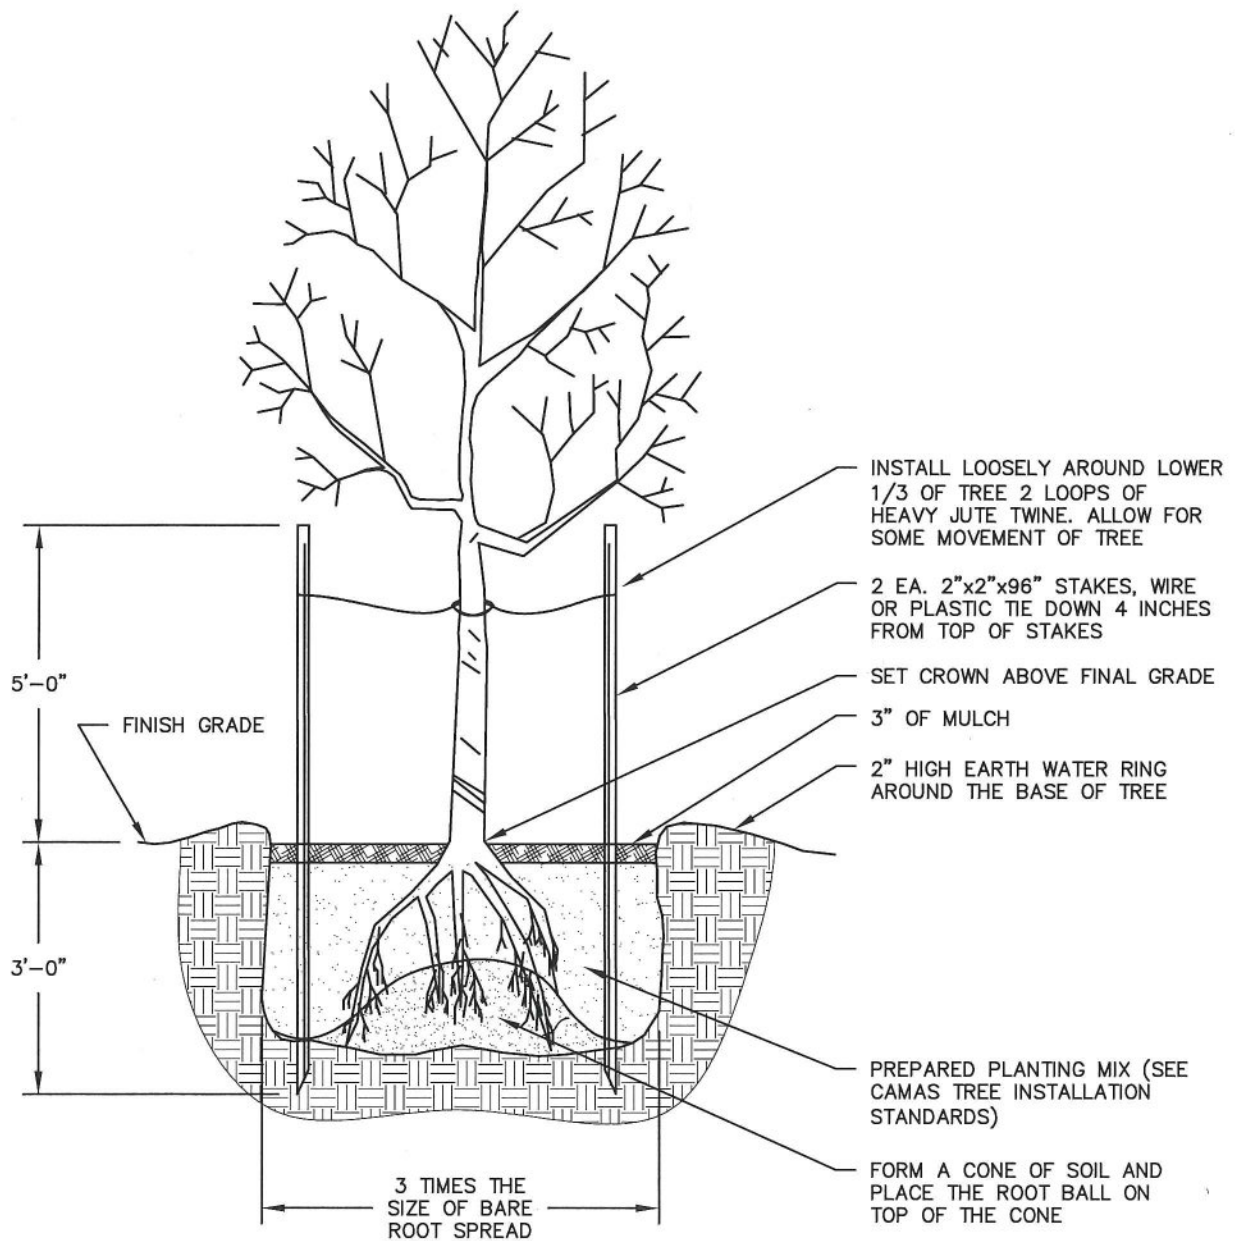 INSTALL LOOSELY AROUND LOWER
1/3 OF TREE 2 LOOPS OF
HEAVY JUTE TWINE. ALLOW FOR
SOME MOVEMENT OF TREE
2 EA. 2"x2"x96" STAKES, WIRE
OR PLASTIC TIE DOWN 4 INCHES
FROM TOP OF STAKES
5'-0"
SET CROWN ABOVE FINAL GRADE
FINISH GRADE
3" OF MULCH
2" HIGH EARTH WATER RING
AROUND THE BASE OF TREE
3'-0"
PREPARED PLANTING MIX (SEE
CAMAS TREE INSTALLATION
STANDARDS)
FORM A CONE OF SOIL AND
PLACE THE ROOT BALL ON
TOP OF THE CONE
3 TIMES THE
SIZE OF BARE
ROOT SPREAD